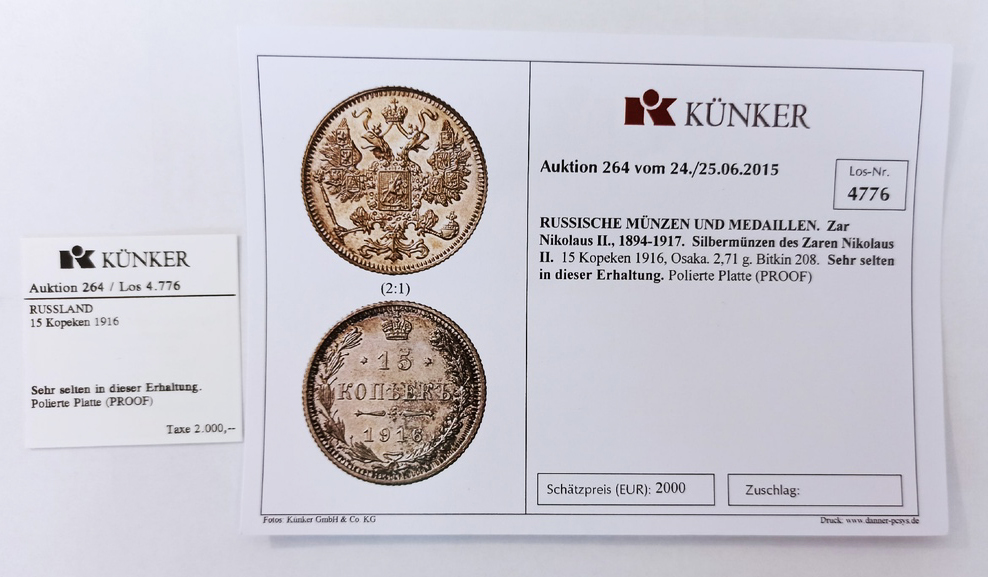 KÜNKER
Auktion 264 / Los 4.776
RUSSLAND
15 Kopeken 1916
Sehr selten in dieser Erhaltung.
Polierte Platte (PROOF)
Taxe 2.000,--
(2:1)
15
КОПѢЕКЪ
1916
Fotos: Künker GmbH & Co. KG
KÜNKER
Auktion 264 vom 24./25.06.2015
Los-Nr.
4776
RUSSISCHE MÜNZEN UND MEDAILLEN. Zar
Nikolaus II., 1894-1917. Silbermünzen des Zaren Nikolaus
II. 15 Kopeken 1916, Osaka. 2,71 g. Bitkin 208. Sehr selten
in dieser Erhaltung. Polierte Platte (PROOF)
Schätzpreis (EUR): 2000
Zuschlag:
Druck: www.danner-pcsys.de